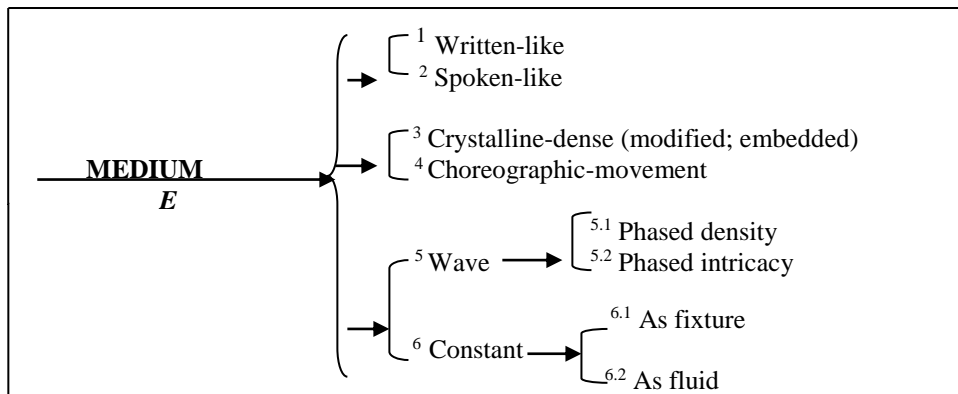 1 Written-like
2 Spoken-like
3 Crystalline-dense (modified; embedded)
MEDIUM
4 Choreographic-movement
E
5.1 Phased density
5 Wave
5.2 Phased intricacy
6.1 As fixture
6 Constant
6.2 As fluid